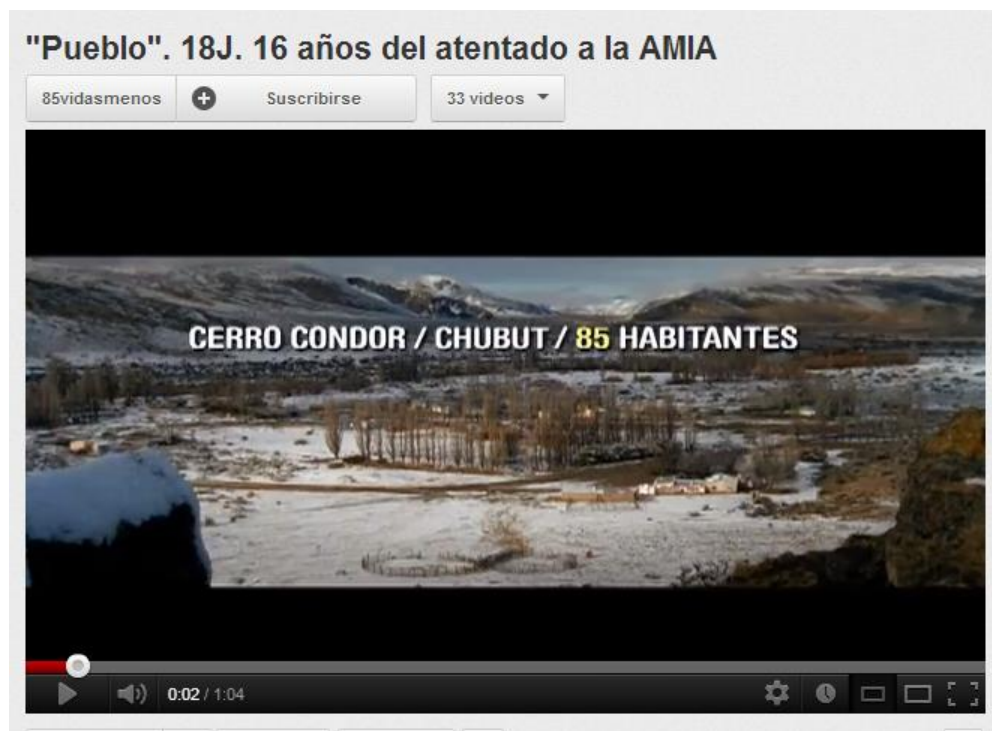 "Pueblo". 18J. 16 años del atentado a la AMIA
85vidasmenos Suscribirse 33 videos
CERRO CONDOR / CHUBUT / 85 HABITANTES
0:02 / 1:04